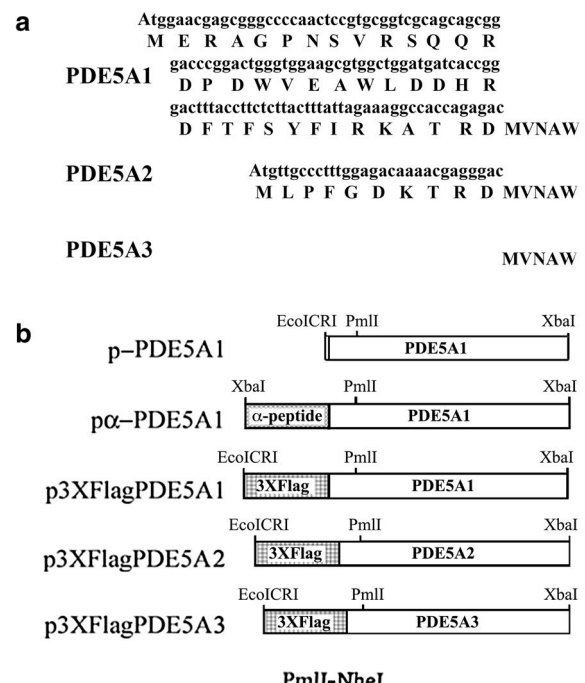 a
Atggaacgagcgggccccaactccgtgcggtcgcagcagcgg
M E R A G P N S V R S Q Q R
PDE5A1
gacccggactgggtggaagcgtggctggatgatcaccgg
D P D W V E A W L D D H R
gactttaccttctcttactttattagaaaggccaccagagac
D F T F S Y F I R K A T R D MVNAW
PDE5A2
Atgttgccctttggagacaaaacgagggac
M L P F G D K T R D MVNAW
PDE5A3
MVNAW
b
EcoICRI PmlI XbaI
p–PDE5A1 PDE5A1
XbaI PmlI XbaI
pα–PDE5A1 α-peptide PDE5A1
EcoICRI PmlI XbaI
p3XFlagPDE5A1 3XFlag PDE5A1
EcoICRI PmlI XbaI
p3XFlagPDE5A2 3XFlag PDE5A2
EcoICRI PmlI XbaI
p3XFlagPDE5A3 3XFlag PDE5A3
PmlI-NheI